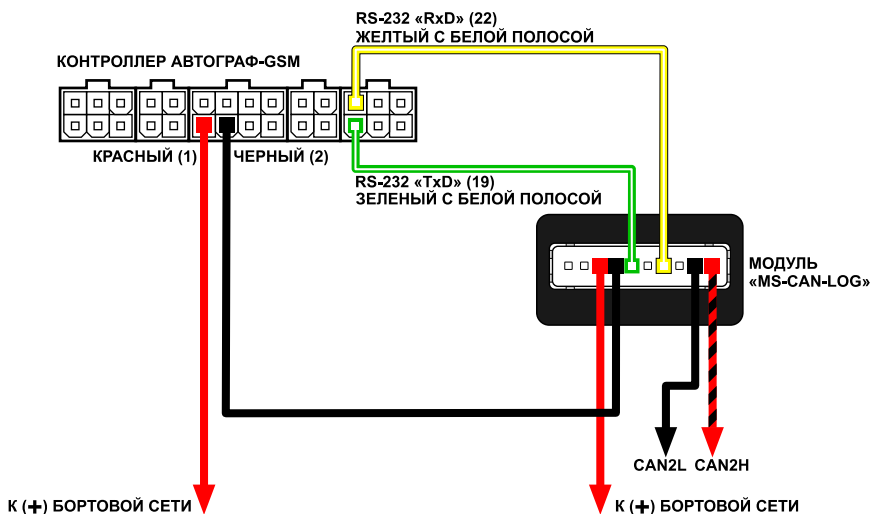 RS-232 «RxD» (22)
ЖЕЛТЫЙ С БЕЛОЙ ПОЛОСОЙ
КОНТРОЛЛЕР АВТОГРАФ-GSM
КРАСНЫЙ (1)
ЧЕРНЫЙ (2)
RS-232 «TxD» (19)
ЗЕЛЕНЫЙ С БЕЛОЙ ПОЛОСОЙ
МОДУЛЬ
«MS-CAN-LOG»
CAN2L
CAN2H
К (+) БОРТОВОЙ СЕТИ
К (+) БОРТОВОЙ СЕТИ